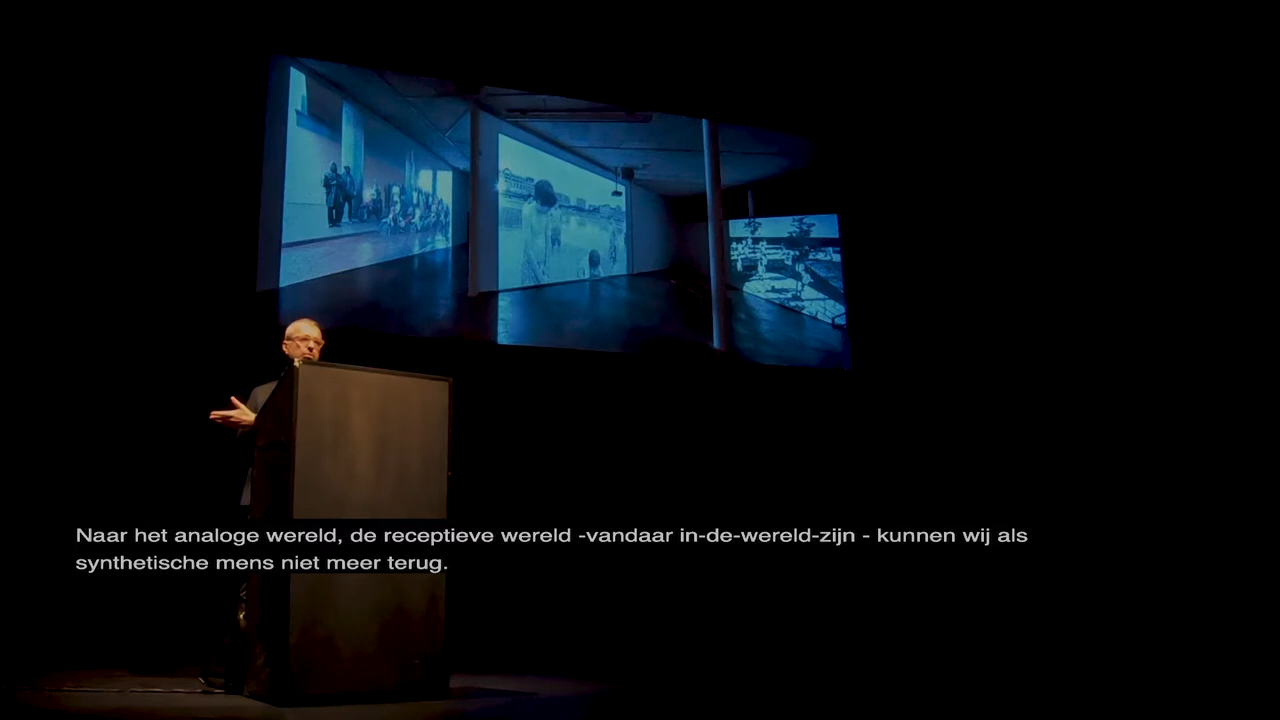 Naar het analoge wereld, de receptieve wereld -vandaar in-de-wereld-zijn - kunnen wij als
synthetische mens niet meer terug.